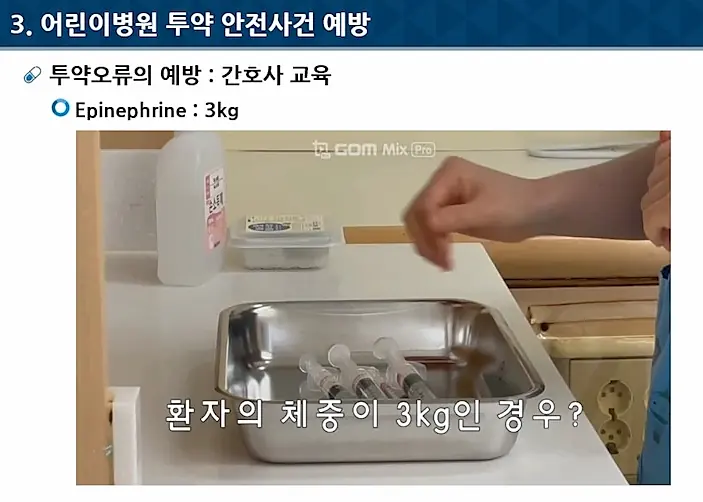 3. 어린이병원 투약 안전사건 예방
투약오류의 예방 : 간호사 교육
Epinephrine : 3kg
GOM Mix Pro
환자의 체중이 3kg인 경우?